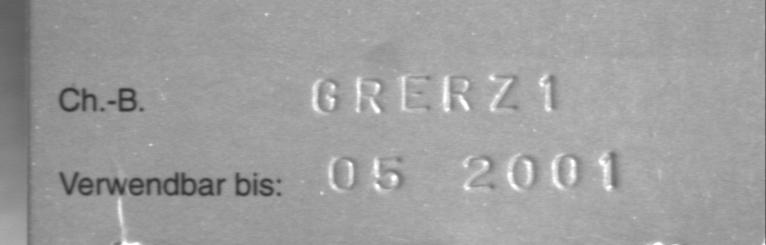 Ch.-B. GRERZ1
Verwendbar bis: 05 2001